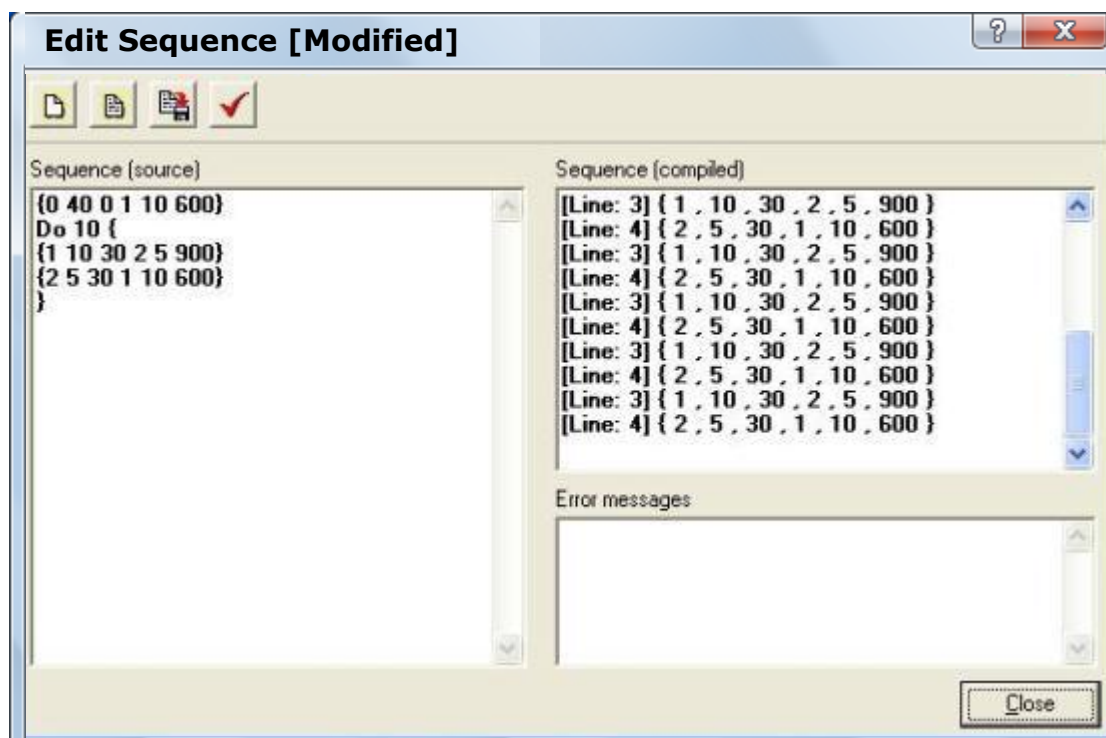 Edit Sequence [Modified]
Sequence (source)
{0 40 0 1 10 600}
Do 10 {
{1 10 30 2 5 900}
{2 5 30 1 10 600}
}
Sequence (compiled)
[Line: 3] { 1 , 10 , 30 , 2 , 5 , 900 }
[Line: 4] { 2 , 5 , 30 , 1 , 10 , 600 }
[Line: 3] { 1 , 10 , 30 , 2 , 5 , 900 }
[Line: 4] { 2 , 5 , 30 , 1 , 10 , 600 }
[Line: 3] { 1 , 10 , 30 , 2 , 5 , 900 }
[Line: 4] { 2 , 5 , 30 , 1 , 10 , 600 }
[Line: 3] { 1 , 10 , 30 , 2 , 5 , 900 }
[Line: 4] { 2 , 5 , 30 , 1 , 10 , 600 }
[Line: 3] { 1 , 10 , 30 , 2 , 5 , 900 }
[Line: 4] { 2 , 5 , 30 , 1 , 10 , 600 }
Error messages
Close